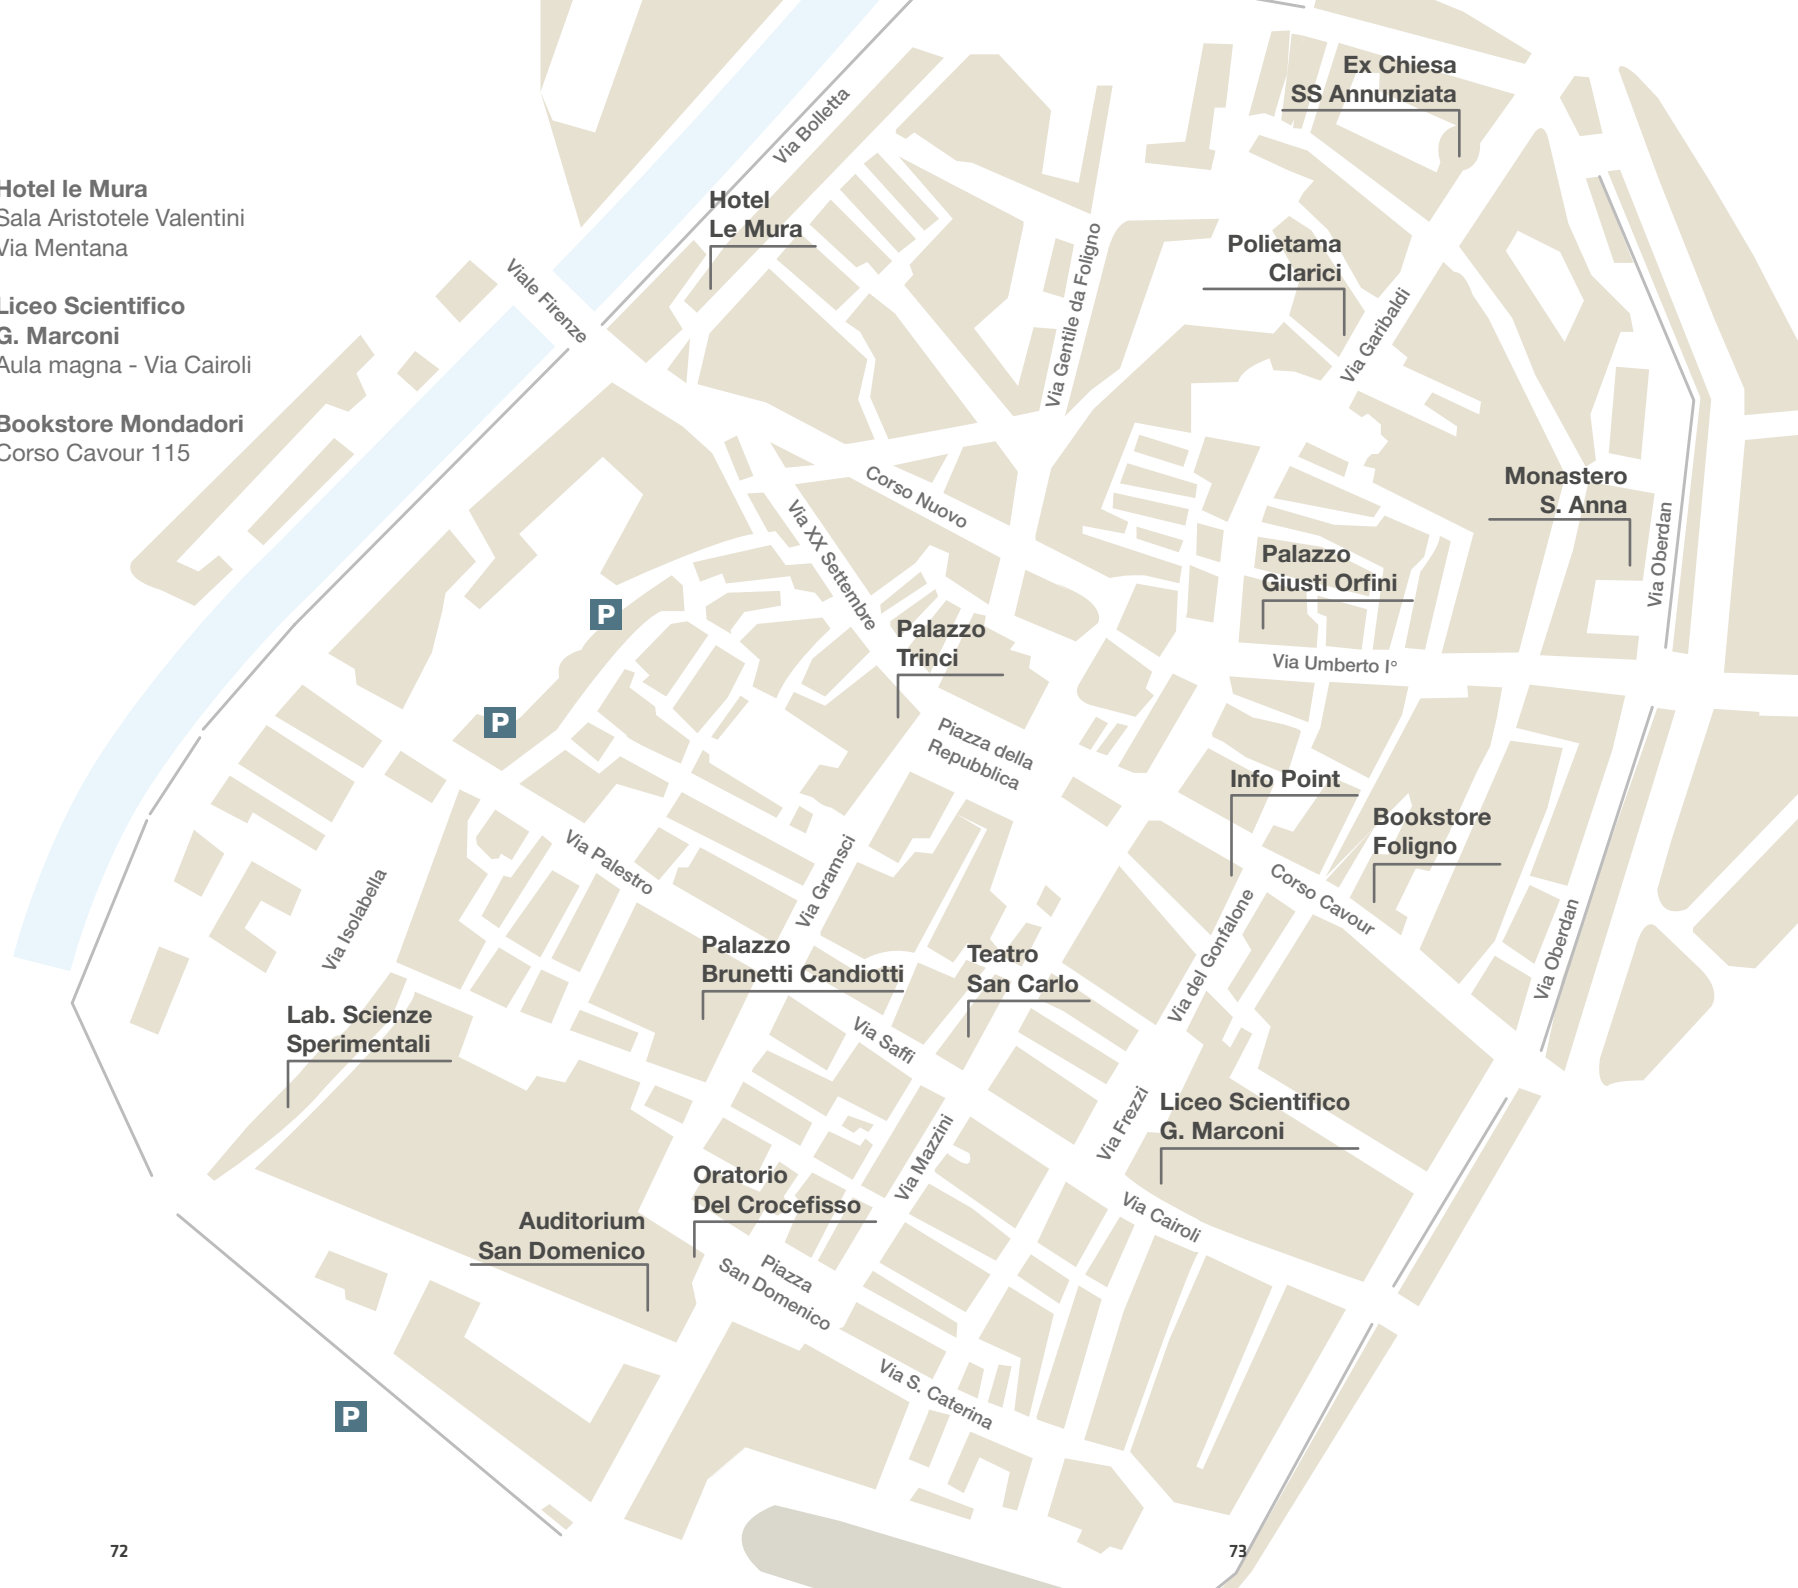 Hotel le Mura
Sala Aristotele Valentini
Via Mentana
Liceo Scientifico
G. Marconi
Aula magna - Via Cairoli
Bookstore Mondadori
Corso Cavour 115
Ex Chiesa
SS Annunziata
Via Bolletta
Hotel
Le Mura
Polietama
Clarici
Viale Firenze
Via Gentile da Foligno
Via Garibaldi
Monastero
S. Anna
Corso Nuovo
Via XX Settembre
Via Oberdan
Palazzo
Giusti Orfini
P
Palazzo
Trinci
Via Umberto I°
P
Piazza della
Repubblica
Info Point
Bookstore
Foligno
Via Palestro
Via Gramsci
Via Isolabella
Corso Cavour
Via del Gonfalone
Via Oberdan
Palazzo
Brunetti Candiotti
Teatro
San Carlo
Lab. Scienze
Sperimentali
Via Saffi
Via Frezzi
Liceo Scientifico
G. Marconi
Via Mazzini
Oratorio
Del Crocefisso
Auditorium
San Domenico
Via Cairoli
Piazza
San Domenico
Via S. Caterina
P
72
73